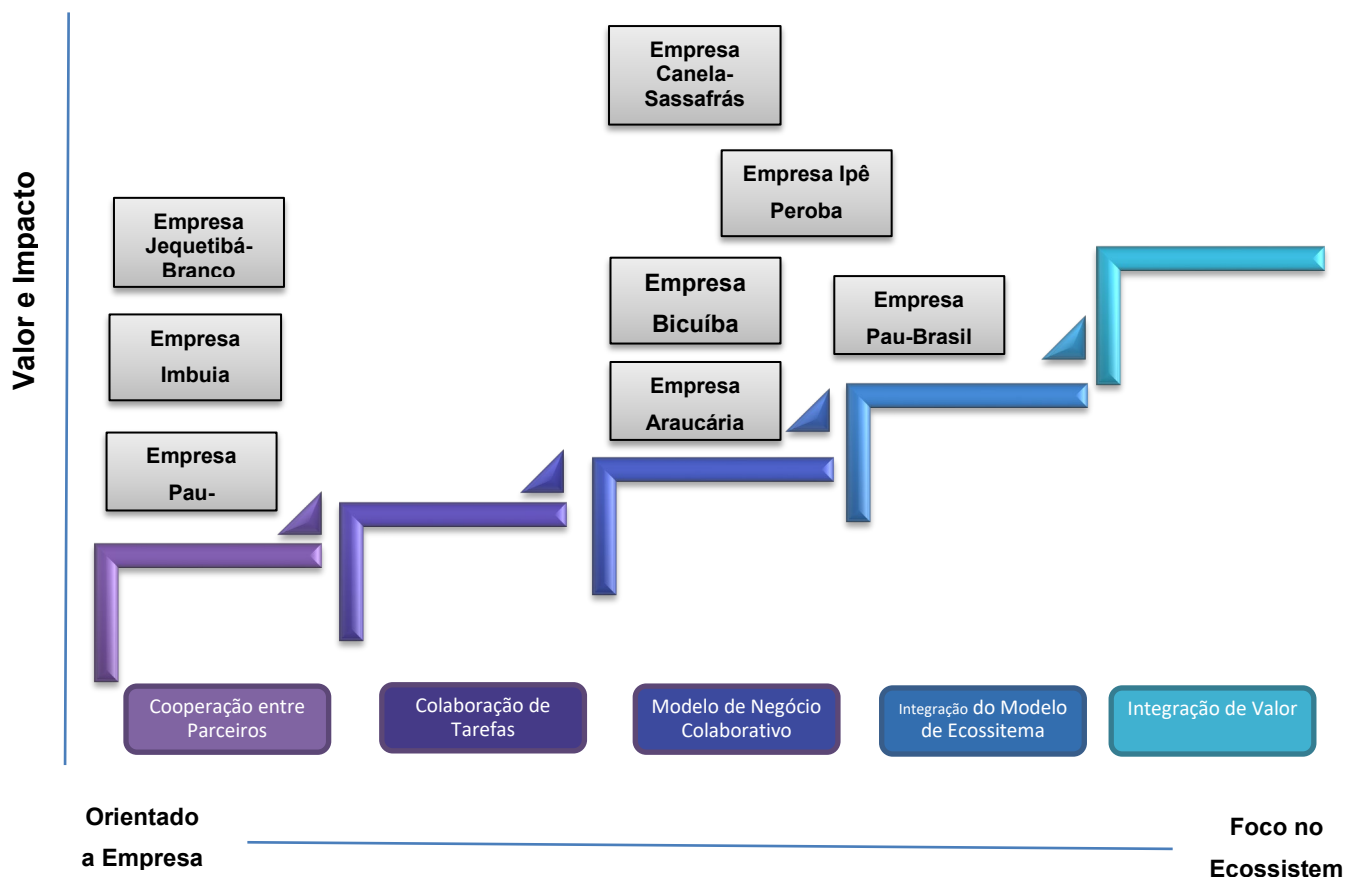 Valor e Impacto
Empresa
Canela-
Sassafrás
Empresa Ipê
Peroba
Empresa
Jequetibá-
Branco
Empresa
Bicuíba
Empresa
Pau-Brasil
Empresa
Imbuia
Empresa
Araucária
Empresa
Pau-
Cooperação entre
Parceiros
Colaboração de
Tarefas
Modelo de Negócio
Colaborativo
Integração do Modelo
de Ecossitema
Integração de Valor
Orientado
a Empresa
Foco no
Ecossistem